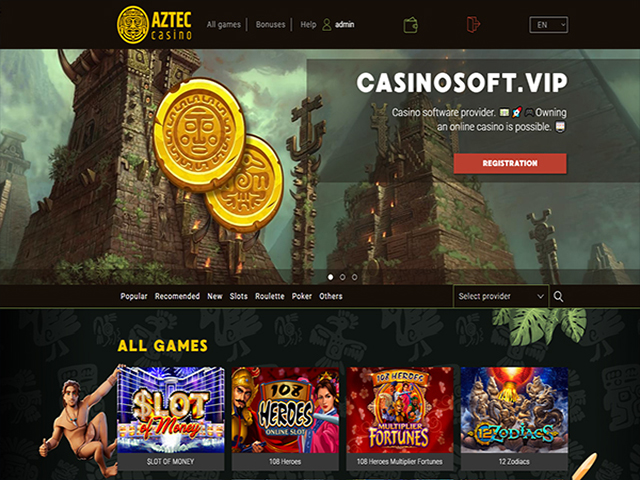 AZTEC
casino
All games
Bonuses
Help
admin
EN
CASINOSOFT.VIP
Casino software provider. Owning
an online casino is possible.
REGISTRATION
Popular Recomended New Slots Roulette Poker Others
Select provider
ALL GAMES
$LOT
of Money
108
HEROES
ONLINE SLOT
108 HEROES
MULTIPLIER
FORTUNES
12 Zodiacs
$LOT OF MONEY
108 Heroes
108 Heroes Multiplier Fortunes
12 Zodiacs